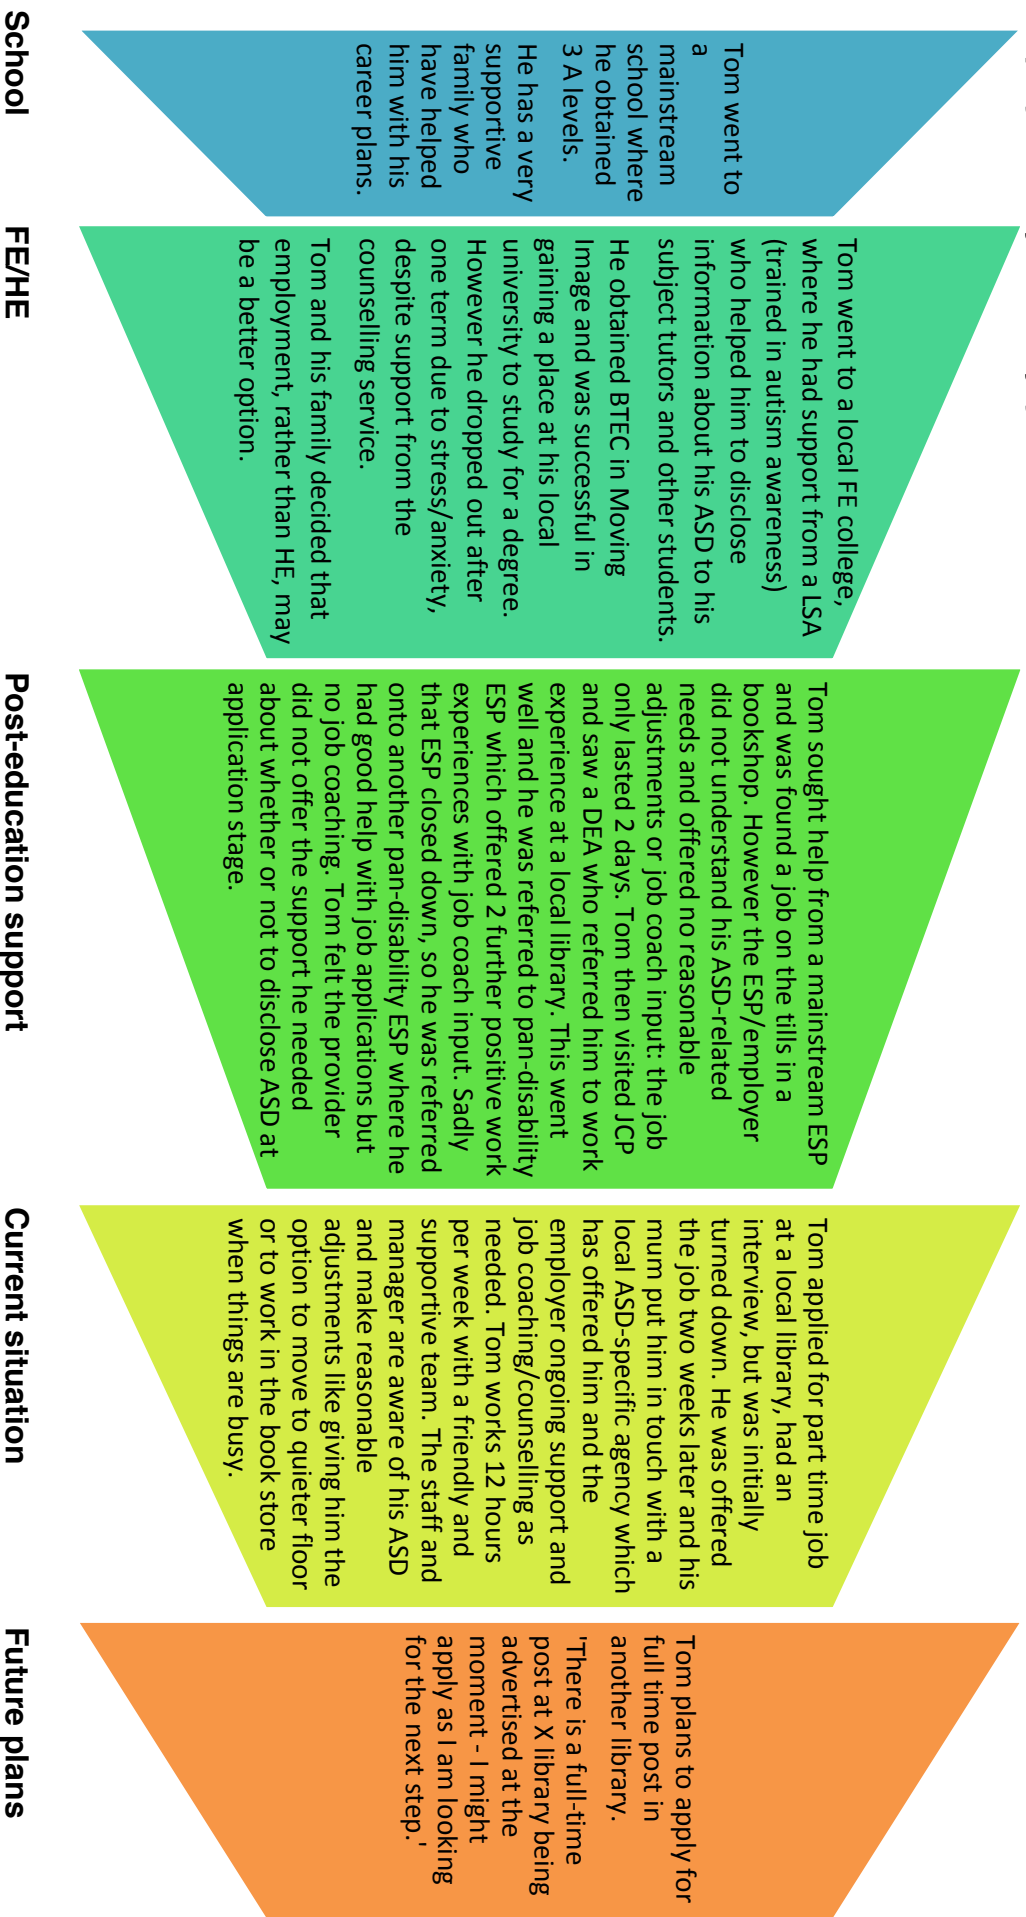 School
Tom went to
a
mainstream
school where
he obtained
3 A levels.
He has a very
supportive
family who
have helped
him with his
career plans.
FE/HE
Tom went to a local FE college,
where he had support from a LSA
(trained in autism awareness)
who helped him to disclose
information about his ASD to his
subject tutors and other students.
He obtained BTEC in Moving
Image and was successful in
gaining a place at his local
university to study for a degree.
However he dropped out after
one term due to stress/anxiety,
despite support from the
counselling service.
Tom and his family decided that
employment, rather than HE, may
be a better option.
Post-education support
Tom sought help from a mainstream ESP
and was found a job on the tills in a
bookshop. However the ESP/employer
did not understand his ASD-related
needs and offered no reasonable
adjustments or job coach input: the job
only lasted 2 days. Tom then visited JCP
and saw a DEA who referred him to work
experience at a local library. This went
well and he was referred to pan-disability
ESP which offered 2 further positive work
experiences with job coach input. Sadly
that ESP closed down, so he was referred
onto another pan-disability ESP where he
had good help with job applications but
no job coaching. Tom felt the provider
did not offer the support he needed
about whether or not to disclose ASD at
application stage.
Current situation
Tom applied for part time job
at a local library, had an
interview, but was initially
turned down. He was offered
the job two weeks later and his
mum put him in touch with a
local ASD-specific agency which
has offered him and the
employer ongoing support and
job coaching/counselling as
needed. Tom works 12 hours
per week with a friendly and
supportive team. The staff and
manager are aware of his ASD
and make reasonable
adjustments like giving him the
option to move to quieter floor
or to work in the book store
when things are busy.
Future plans
Tom plans to apply for
full time post in
another library.
'There is a full-time
post at X library being
advertised at the
moment - I might
apply as I am looking
for the next step.'